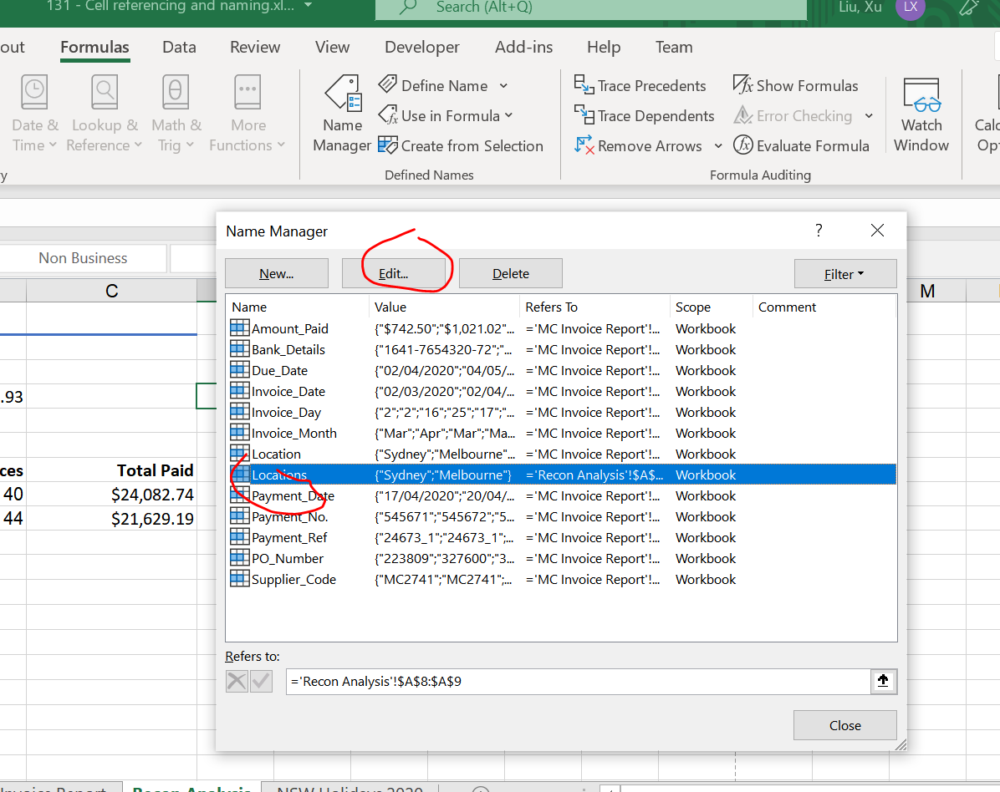 131 - Cell referencing and naming.xl...
Search (Alt+Q)
Liu, Xu
LX
out
Formulas
Data
Review
View
Developer
Add-ins
Help
Team
Date & Time
Lookup & Reference
Math & Trig
More Functions
Name Manager
Define Name
Use in Formula
Create from Selection
Defined Names
Trace Precedents
Trace Dependents
Remove Arrows
Show Formulas
Error Checking
Evaluate Formula
Formula Auditing
Watch Window
Calc
Opt
ry
Non Business
C
M
.93
ces
Total Paid
40
$24,082.74
44
$21,629.19
Name Manager
?
New...
Edit...
Delete
Filter
Name Value Refers To Scope Comment
Amount_Paid {"$742.50";"$1,021.02"... ='MC Invoice Report'!... Workbook
Bank_Details {"1641-7654320-72";"... ='MC Invoice Report'!... Workbook
Due_Date {"02/04/2020";"04/05/... ='MC Invoice Report'!... Workbook
Invoice_Date {"02/03/2020";"02/04/... ='MC Invoice Report'!... Workbook
Invoice_Day {"2";"2";"16";"25";"17";"... ='MC Invoice Report'!... Workbook
Invoice_Month {"Mar";"Apr";"Mar";"Ma... ='MC Invoice Report'!... Workbook
Location {"Sydney";"Melbourne"... ='MC Invoice Report'!... Workbook
Locations {"Sydney";"Melbourne"} ='Recon Analysis'!$A$... Workbook
Payment_Date {"17/04/2020";"20/04/... ='MC Invoice Report'!... Workbook
Payment_No. {"545671";"545672";"5... ='MC Invoice Report'!... Workbook
Payment_Ref {"24673_1";"24673_1";... ='MC Invoice Report'!... Workbook
PO_Number {"223809";"327600";"3... ='MC Invoice Report'!... Workbook
Supplier_Code {"MC2741";"MC2741";... ='MC Invoice Report'!... Workbook
Refers to:
='Recon Analysis'!$A$8:$A$9
Close
Invoice Report
Recon Analysis
NSW Holidays 2020